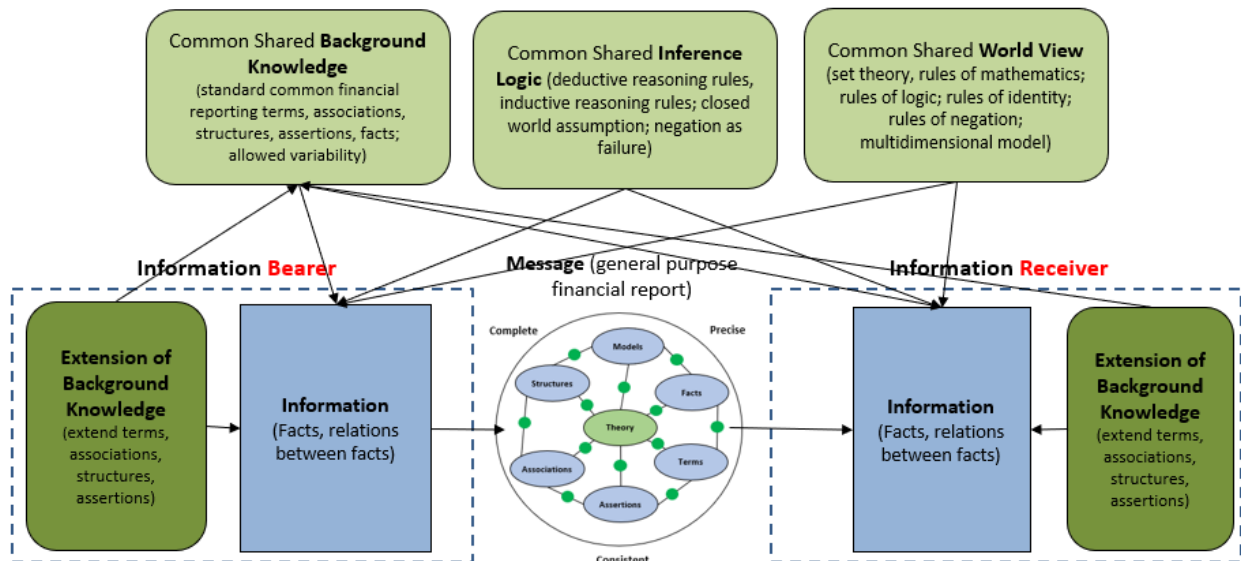 Common Shared Background
Knowledge
(standard common financial
reporting terms, associations,
structures, assertions, facts;
allowed variability)
Common Shared Inference
Logic (deductive reasoning rules,
inductive reasoning rules; closed
world assumption; negation as
failure)
Common Shared World View
(set theory, rules of mathematics;
rules of logic; rules of identity;
rules of negation;
multidimensional model)
Information Bearer
Message (general purpose
financial report)
Information Receiver
Extension of
Background
Knowledge
(extend terms,
associations,
structures,
assertions)
Information
(Facts, relations
between facts)
Complete
Precise
Models
Structures
Facts
Theory
Associations
Terms
Assertions
Consistent
Information
(Facts, relations
between facts)
Extension of
Background
Knowledge
(extend terms,
associations,
structures,
assertions)